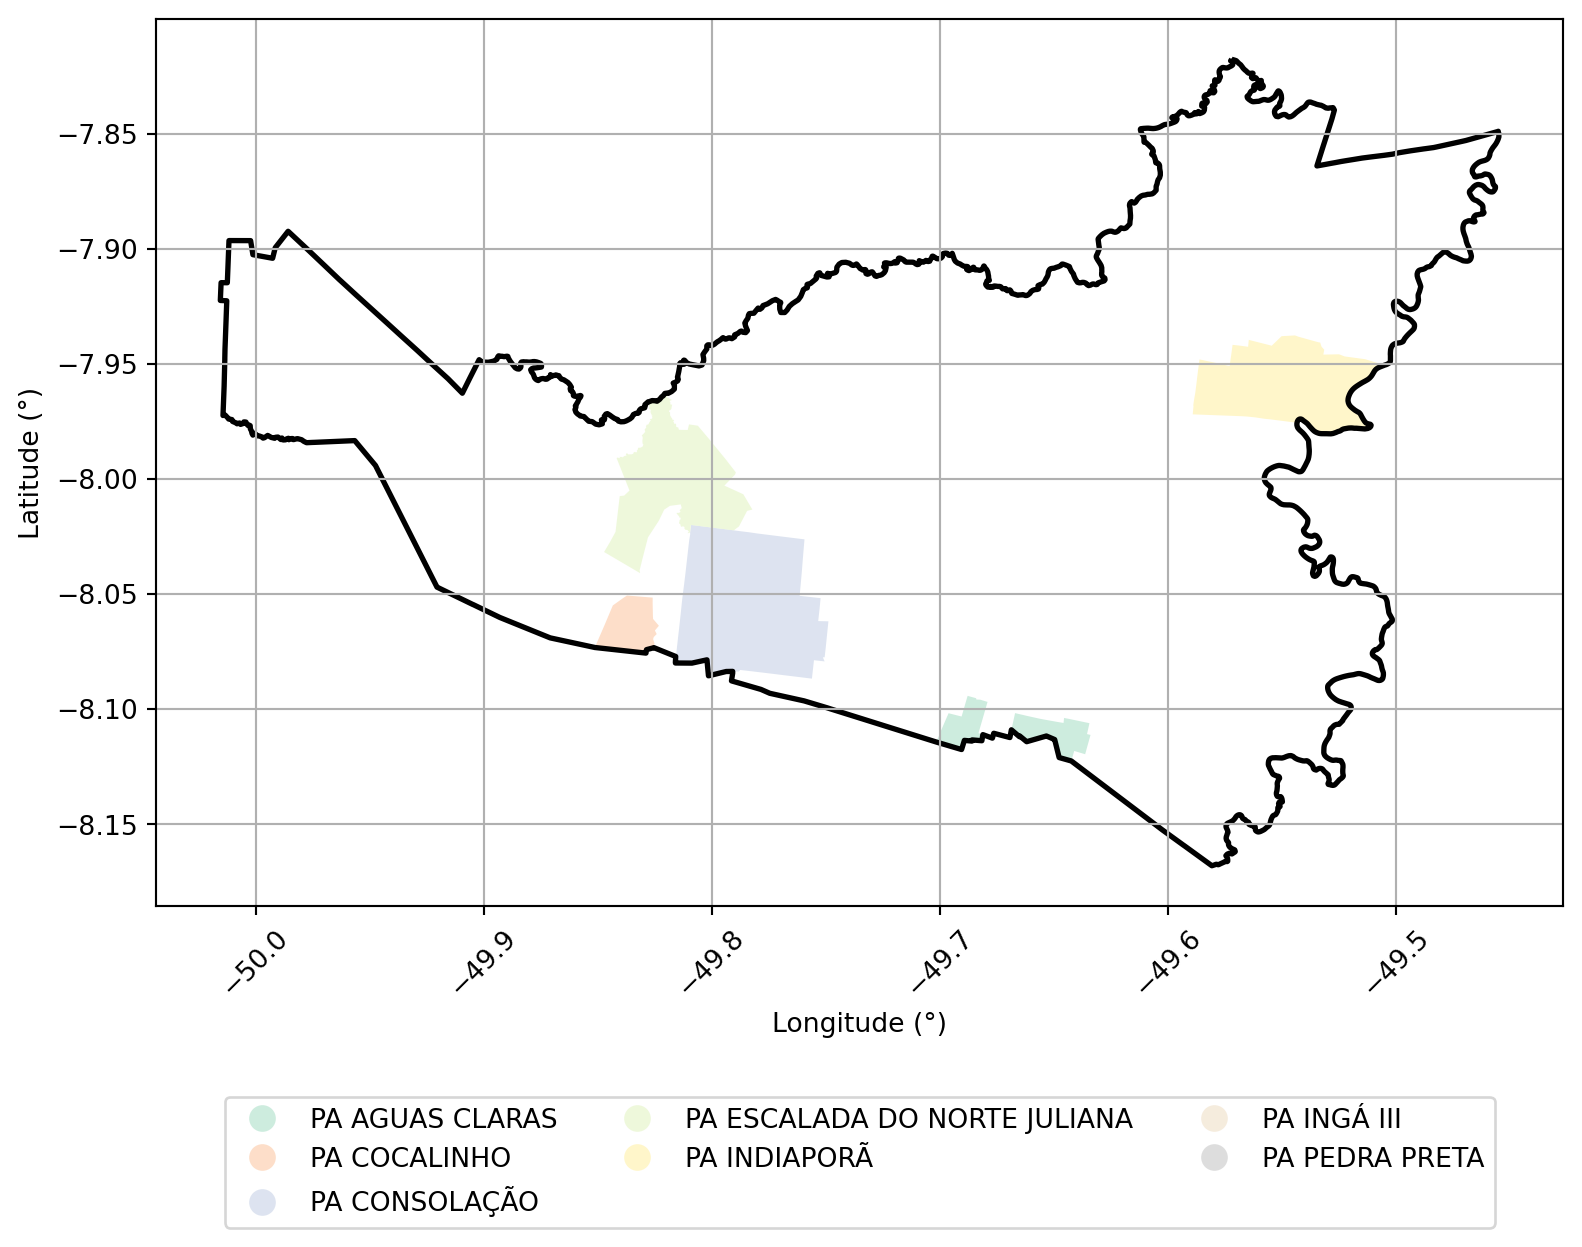 −7.85
−7.90
−7.95
−8.00
−8.05
−8.10
−8.15
Latitude (°)
−50.0
−49.9
−49.8
−49.7
−49.6
−49.5
Longitude (°)
PA AGUAS CLARAS
PA COCALINHO
PA CONSOLAÇÃO
PA ESCALADA DO NORTE JULIANA
PA INDIAPORÃ
PA INGÁ III
PA PEDRA PRETA